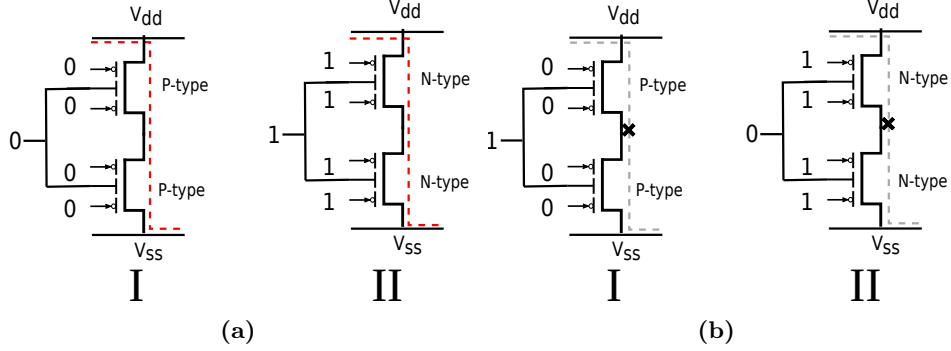 Vdd Vdd Vdd Vdd
0 1 0 1
P-type N-type P-type N-type
0 1 0 1
0 1 1 0
0 1 0 1
P-type N-type P-type N-type
0 1 0 1
Vss Vss Vss Vss
I II I II
(a) (b)